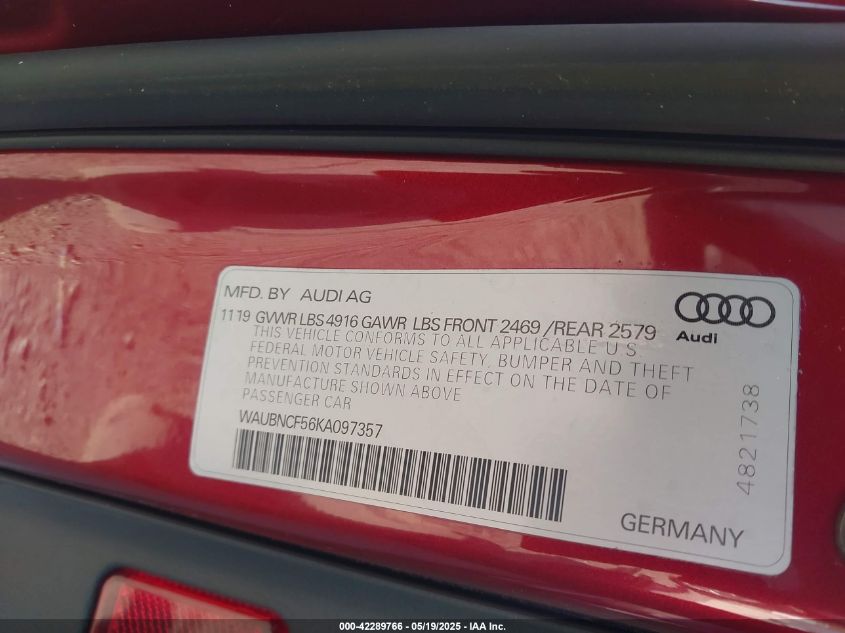 MFD. BY AUDI AG
1119 GVWR LBS 4916 GAWR LBS FRONT 2469 /REAR 2579
THIS VEHICLE CONFORMS TO ALL APPLICABLE U.S.
FEDERAL MOTOR VEHICLE SAFETY, BUMPER AND THEFT
PREVENTION STANDARDS IN EFFECT ON THE DATE OF
MANUFACTURE SHOWN ABOVE
PASSENGER CAR
WAUBNCF56KA097357
Audi
4821738
GERMANY
000-42289766 - 05/19/2025 - IAA Inc.